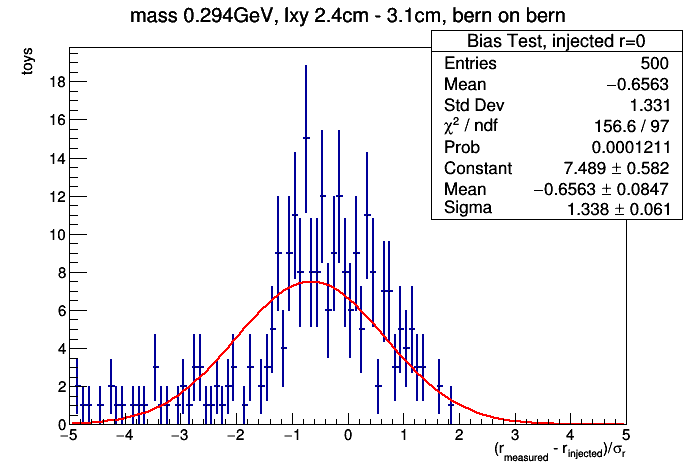 mass 0.294GeV, lxy 2.4cm - 3.1cm, bern on bern
toys
Bias Test, injected r=0
Entries 500
Mean −0.6563
Std Dev 1.331
χ² / ndf 156.6 / 97
Prob 0.0001211
Constant 7.489 ± 0.582
Mean −0.6563 ± 0.0847
Sigma 1.338 ± 0.061
18
16
14
12
10
8
6
4
2
0
−5 −4 −3 −2 −1 0 1 2 3 4 5
(r_measured - r_injected)/σ_r